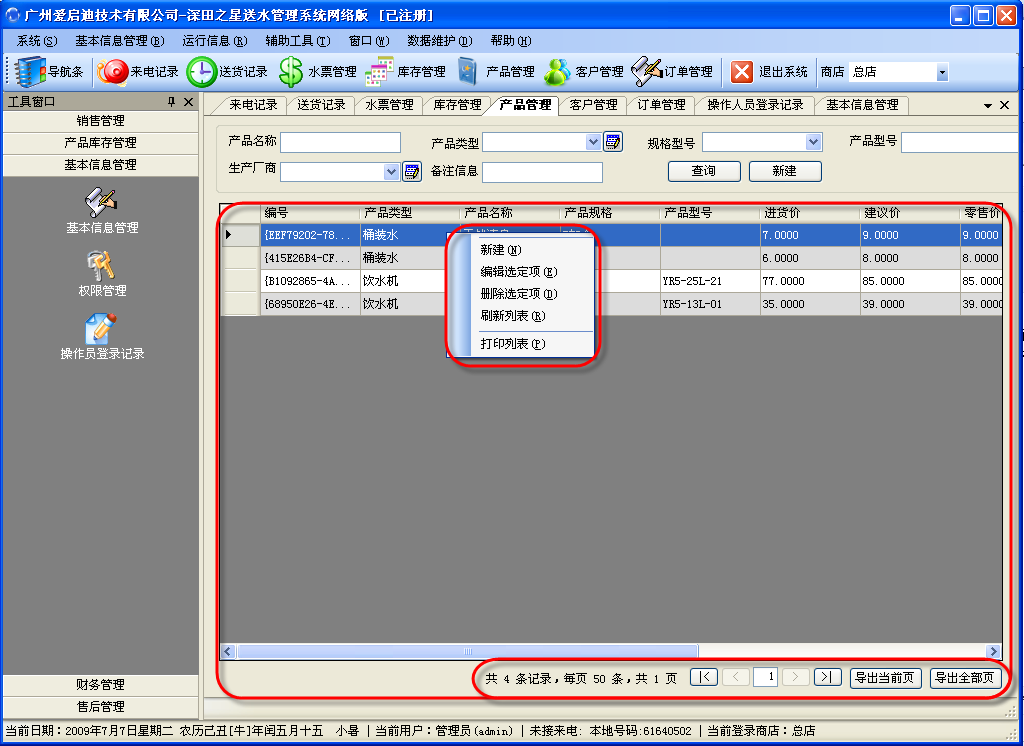 广州爱启迪技术有限公司-深田之星送水管理系统网络版 [已注册]
系统(S) 基本信息管理(B) 运行信息(R) 辅助工具(T) 窗口(W) 数据维护(D) 帮助(H)
导航条 来电记录 送货记录 水票管理 库存管理 产品管理 客户管理 订单管理 退出系统 商店 总店
工具窗口
来电记录 送货记录 水票管理 库存管理 产品管理 客户管理 订单管理 操作人员登录记录 基本信息管理
销售管理
产品库存管理
基本信息管理
基本信息管理
权限管理
操作员登录记录
财务管理
售后管理
产品名称 产品类型 规格型号 产品型号
生产厂商 备注信息 查询 新建
编号 产品类型 产品名称 产品规格 产品型号 进货价 建议价 零售价
{EEF79202-78... 桶装水 7.0000 9.0000 9.0000
{415E26B4-CF... 桶装水 6.0000 8.0000 8.0000
{B1092865-4A... 饮水机 YR5-25L-21 77.0000 85.0000 85.0000
{68950E26-4E... 饮水机 YR5-13L-01 35.0000 39.0000 39.0000
新建(N)
编辑选定项(E)
删除选定项(D)
刷新列表(R)
打印列表(P)
共 4 条记录，每页 50 条，共 1 页 |< < 1 > >| 导出当前页 导出全部页
当前日期：2009年7月7日星期二 农历己丑[牛]年闰五月十五 小暑 | 当前用户：管理员(admin) | 未接来电: 本地号码:61640502 | 当前登录商店：总店